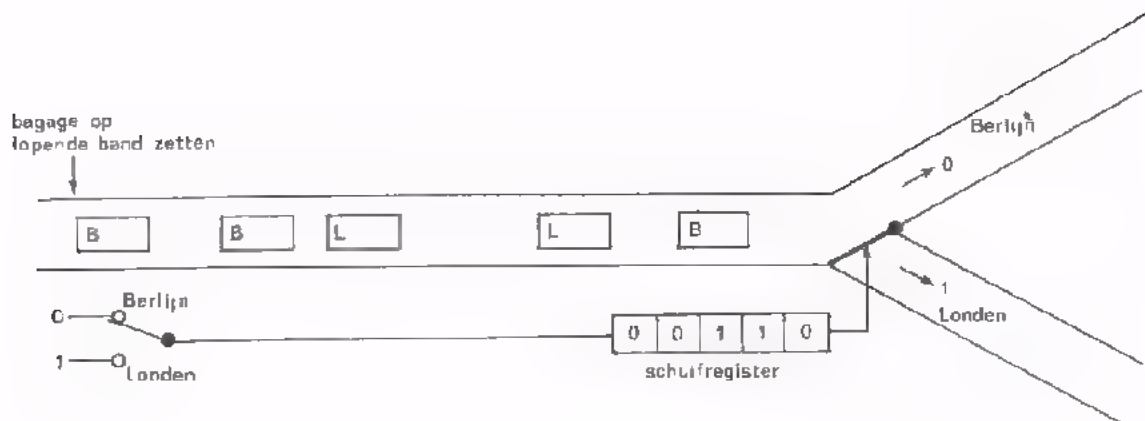 bagage op
lopende band zetten
Berlijn
0
B B L L B
0 Berlijn
1
Londen
0 0 1 1 0
1 Londen
schuifregister